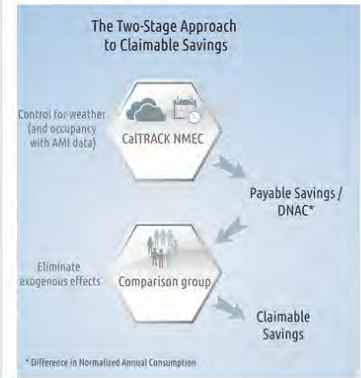 The Two-Stage Approach
to Claimable Savings
Control for weather
(and occupancy
with AMI data)
CalTRACK NMEC
Payable Savings /
DNAC*
Eliminate
exogenous effects
Comparison group
Claimable
Savings
* Difference in Normalized Annual Consumption